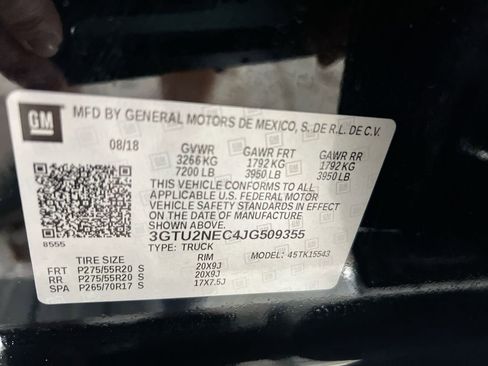 GM
MFD BY GENERAL MOTORS DE MEXICO, S. DE R.L. DE C.V.
08/18 GVWR GAWR FRT GAWR RR
3266 KG 1792 KG 1792 KG
7200 LB 3950 LB 3950 LB
THIS VEHICLE CONFORMS TO ALL
APPLICABLE U.S. FEDERAL MOTOR
VEHICLE SAFETY STANDARDS IN EFFECT
ON THE DATE OF MANUFACTURE
SHOWN ABOVE.
8555 3GTU2NEC4JG509355
TYPE: TRUCK
TIRE SIZE RIM MODEL: 45TK15543
FRT P275/55R20 S 20X9J
RR P275/55R20 S 20X9J
SPA P265/70R17 S 17X7.5J